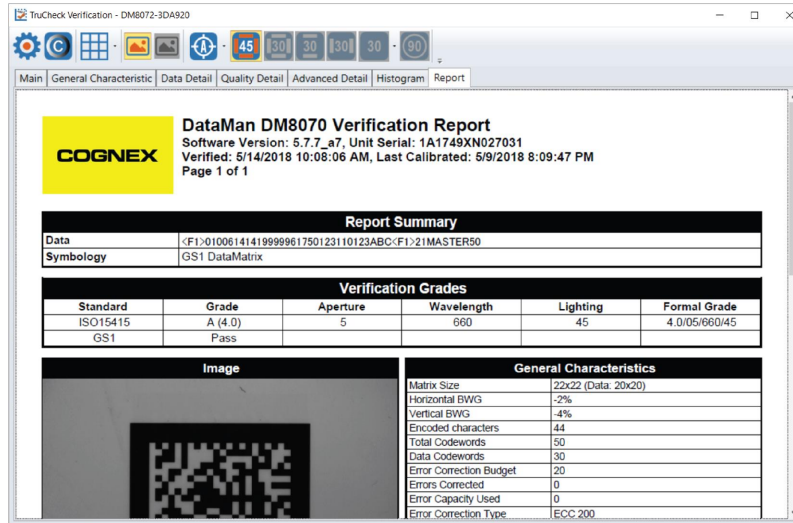 TruCheck Verification - DM8072-3DA920
45 30 30 30 30 90
Main General Characteristic Data Detail Quality Detail Advanced Detail Histogram Report
COGNEX
DataMan DM8070 Verification Report
Software Version: 5.7.7_a7, Unit Serial: 1A1749XN027031
Verified: 5/14/2018 10:08:06 AM, Last Calibrated: 5/9/2018 8:09:47 PM
Page 1 of 1
Report Summary
Data <F1>01006141419999961750123110123ABC<F1>21MASTER50
Symbology GS1 DataMatrix
Verification Grades
Standard Grade Aperture Wavelength Lighting Formal Grade
ISO15415 A (4.0) 5 660 45 4.0/05/660/45
GS1 Pass
Image
General Characteristics
Matrix Size 22x22 (Data: 20x20)
Horizontal BWG -2%
Vertical BWG -4%
Encoded characters 44
Total Codewords 50
Data Codewords 30
Error Correction Budget 20
Errors Corrected 0
Error Capacity Used 0
Error Correction Type ECC 200